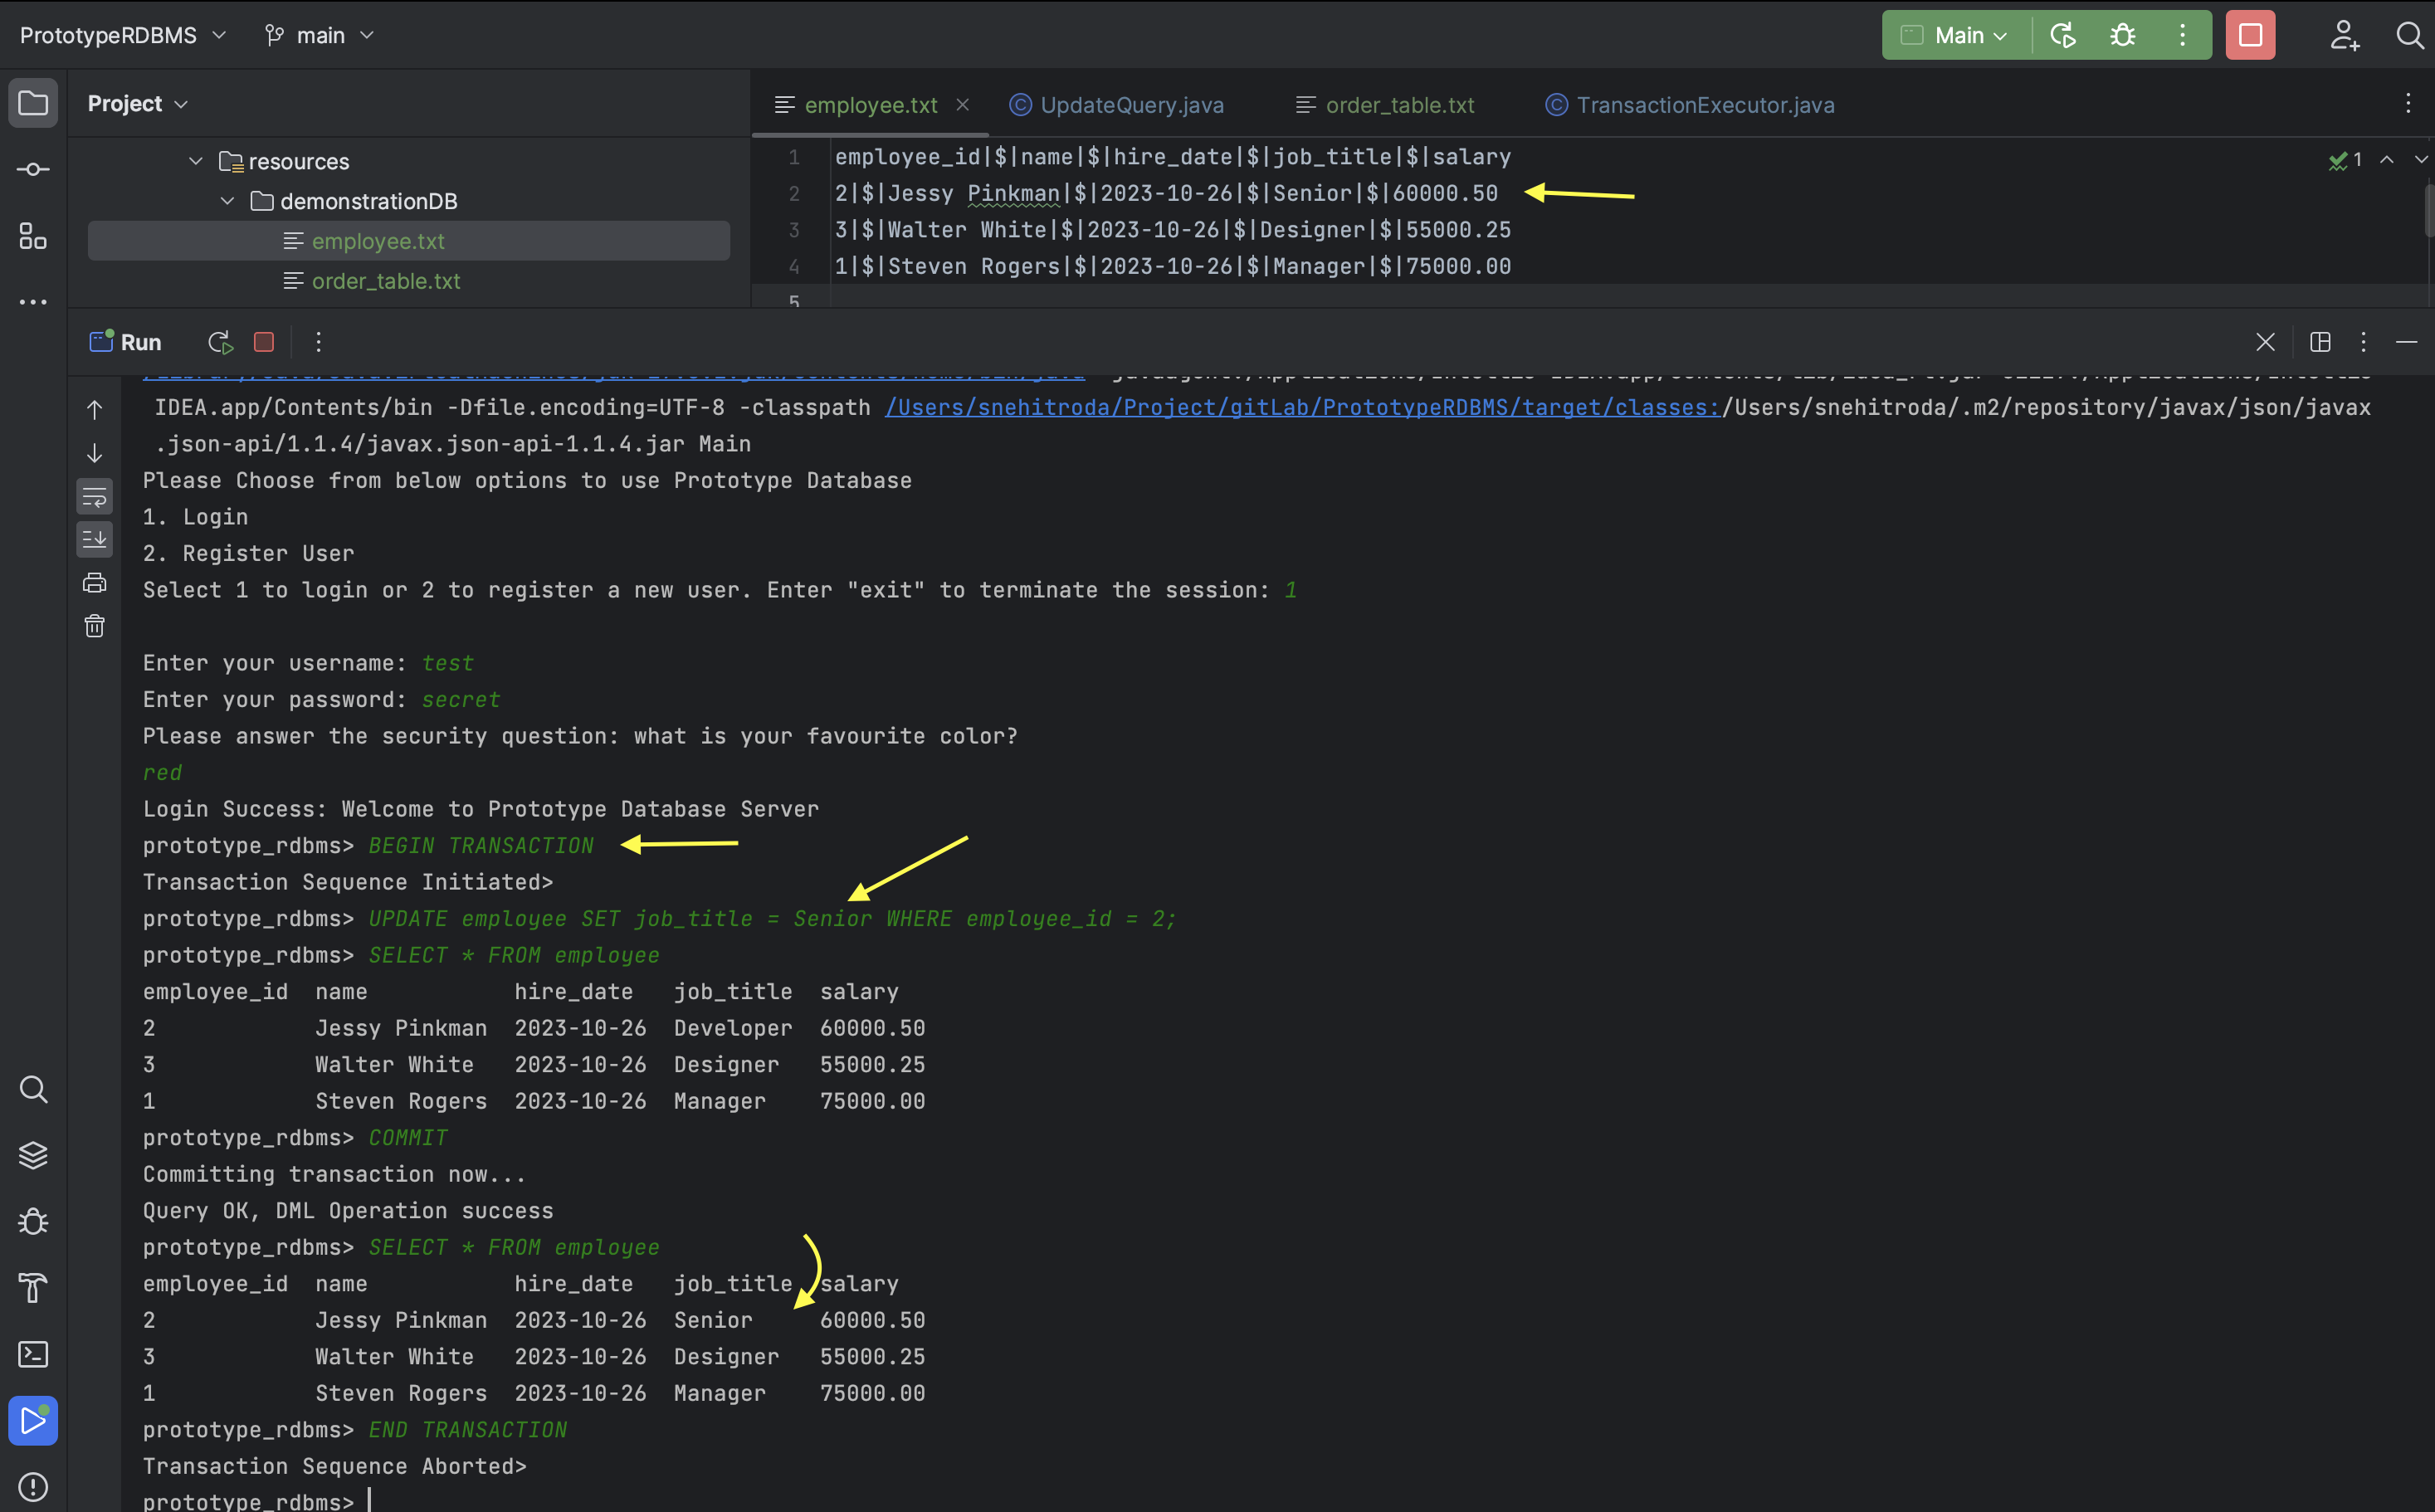 PrototypeRDBMS main Main
Project
employee.txt UpdateQuery.java order_table.txt TransactionExecutor.java
resources
demonstrationDB
employee.txt
order_table.txt
1 employee_id|$|name|$|hire_date|$|job_title|$|salary
2 2|$|Jessy Pinkman|$|2023-10-26|$|Senior|$|60000.50
3 3|$|Walter White|$|2023-10-26|$|Designer|$|55000.25
4 1|$|Steven Rogers|$|2023-10-26|$|Manager|$|75000.00
5
1
Run
IDEA.app/Contents/bin -Dfile.encoding=UTF-8 -classpath /Users/snehitroda/Project/gitLab/PrototypeRDBMS/target/classes:/Users/snehitroda/.m2/repository/javax/json/javax
.json-api/1.1.4/javax.json-api-1.1.4.jar Main
Please Choose from below options to use Prototype Database
1. Login
2. Register User
Select 1 to login or 2 to register a new user. Enter "exit" to terminate the session: 1
Enter your username: test
Enter your password: secret
Please answer the security question: what is your favourite color?
red
Login Success: Welcome to Prototype Database Server
prototype_rdbms> BEGIN TRANSACTION
Transaction Sequence Initiated>
prototype_rdbms> UPDATE employee SET job_title = Senior WHERE employee_id = 2;
prototype_rdbms> SELECT * FROM employee
employee_id name hire_date job_title salary
2 Jessy Pinkman 2023-10-26 Developer 60000.50
3 Walter White 2023-10-26 Designer 55000.25
1 Steven Rogers 2023-10-26 Manager 75000.00
prototype_rdbms> COMMIT
Committing transaction now...
Query OK, DML Operation success
prototype_rdbms> SELECT * FROM employee
employee_id name hire_date job_title salary
2 Jessy Pinkman 2023-10-26 Senior 60000.50
3 Walter White 2023-10-26 Designer 55000.25
1 Steven Rogers 2023-10-26 Manager 75000.00
prototype_rdbms> END TRANSACTION
Transaction Sequence Aborted>
prototype_rdbms>